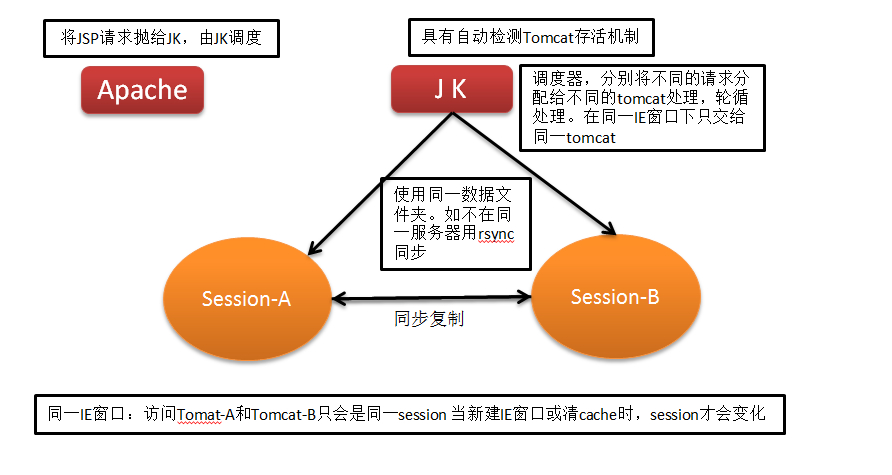 将JSP请求抛给JK，由JK调度
具有自动检测Tomcat存活机制
Apache
J K
调度器，分别将不同的请求分
配给不同的tomcat处理，轮循
处理。在同一IE窗口下只交给
同一tomcat
使用同一数据文
件夹。如不在同
一服务器用rsync
同步
Session-A
Session-B
同步复制
同一IE窗口：访问Tomat-A和Tomcat-B只会是同一session 当新建IE窗口或清cache时，session才会变化